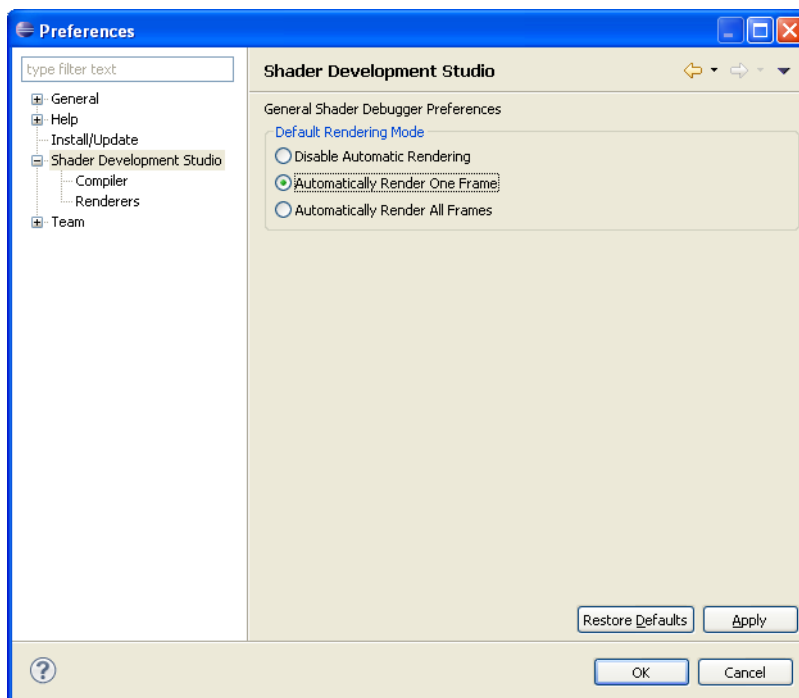 Preferences
type filter text
General
Help
Install/Update
Shader Development Studio
Compiler
Renderers
Team
Shader Development Studio
General Shader Debugger Preferences
Default Rendering Mode
Disable Automatic Rendering
Automatically Render One Frame
Automatically Render All Frames
Restore Defaults
Apply
?
OK
Cancel